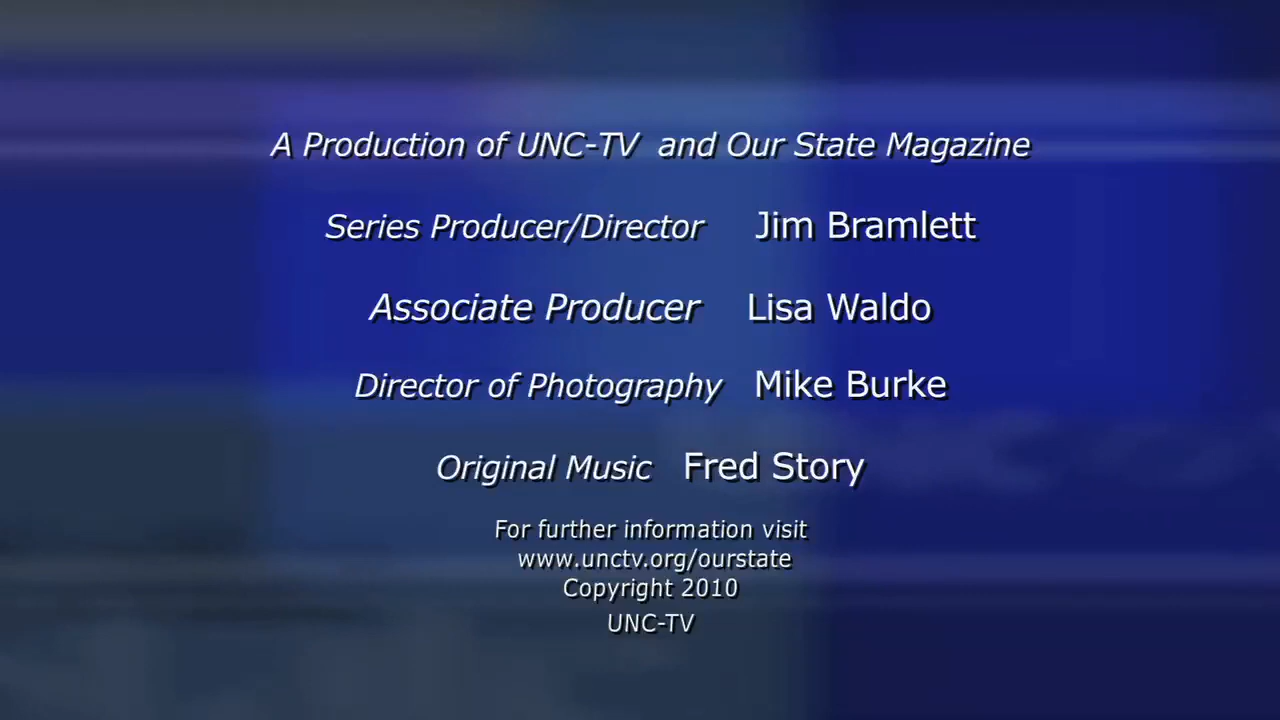 A Production of UNC-TV and Our State Magazine
Series Producer/Director Jim Bramlett
Associate Producer Lisa Waldo
Director of Photography Mike Burke
Original Music Fred Story
For further information visit
www.unctv.org/ourstate
Copyright 2010
UNC-TV